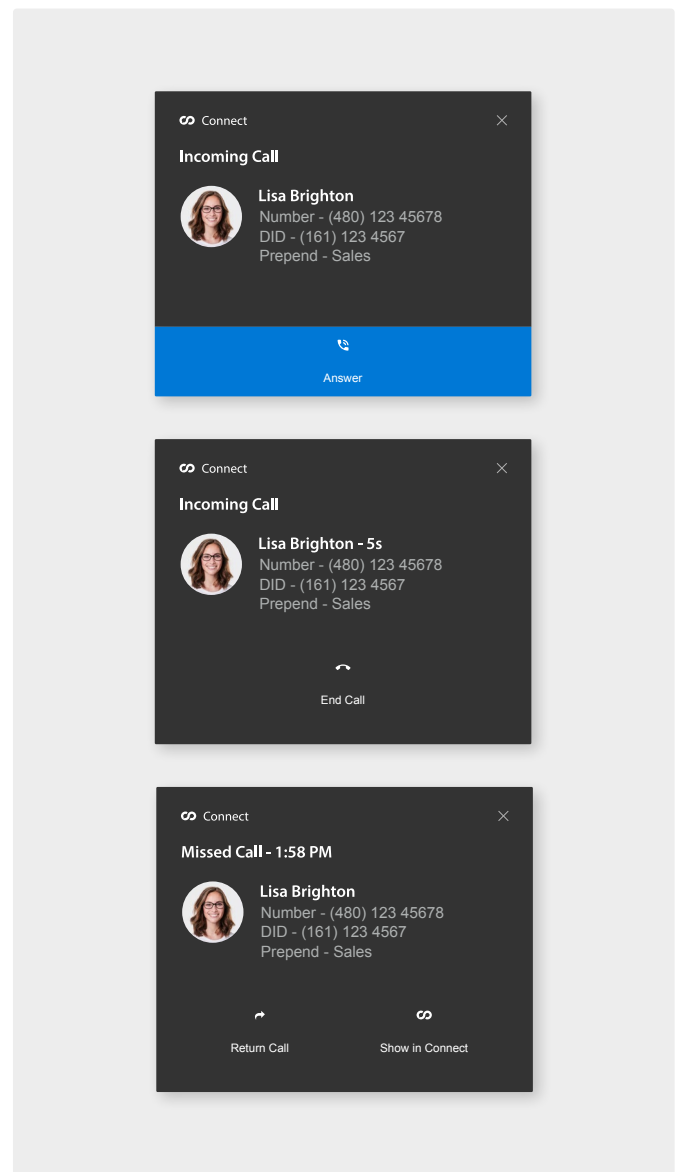 Connect
Incoming Call
Lisa Brighton
Number - (480) 123 45678
DID - (161) 123 4567
Prepend - Sales
Answer
Connect
Incoming Call
Lisa Brighton - 5s
Number - (480) 123 45678
DID - (161) 123 4567
Prepend - Sales
End Call
Connect
Missed Call - 1:58 PM
Lisa Brighton
Number - (480) 123 45678
DID - (161) 123 4567
Prepend - Sales
Return Call
Show in Connect